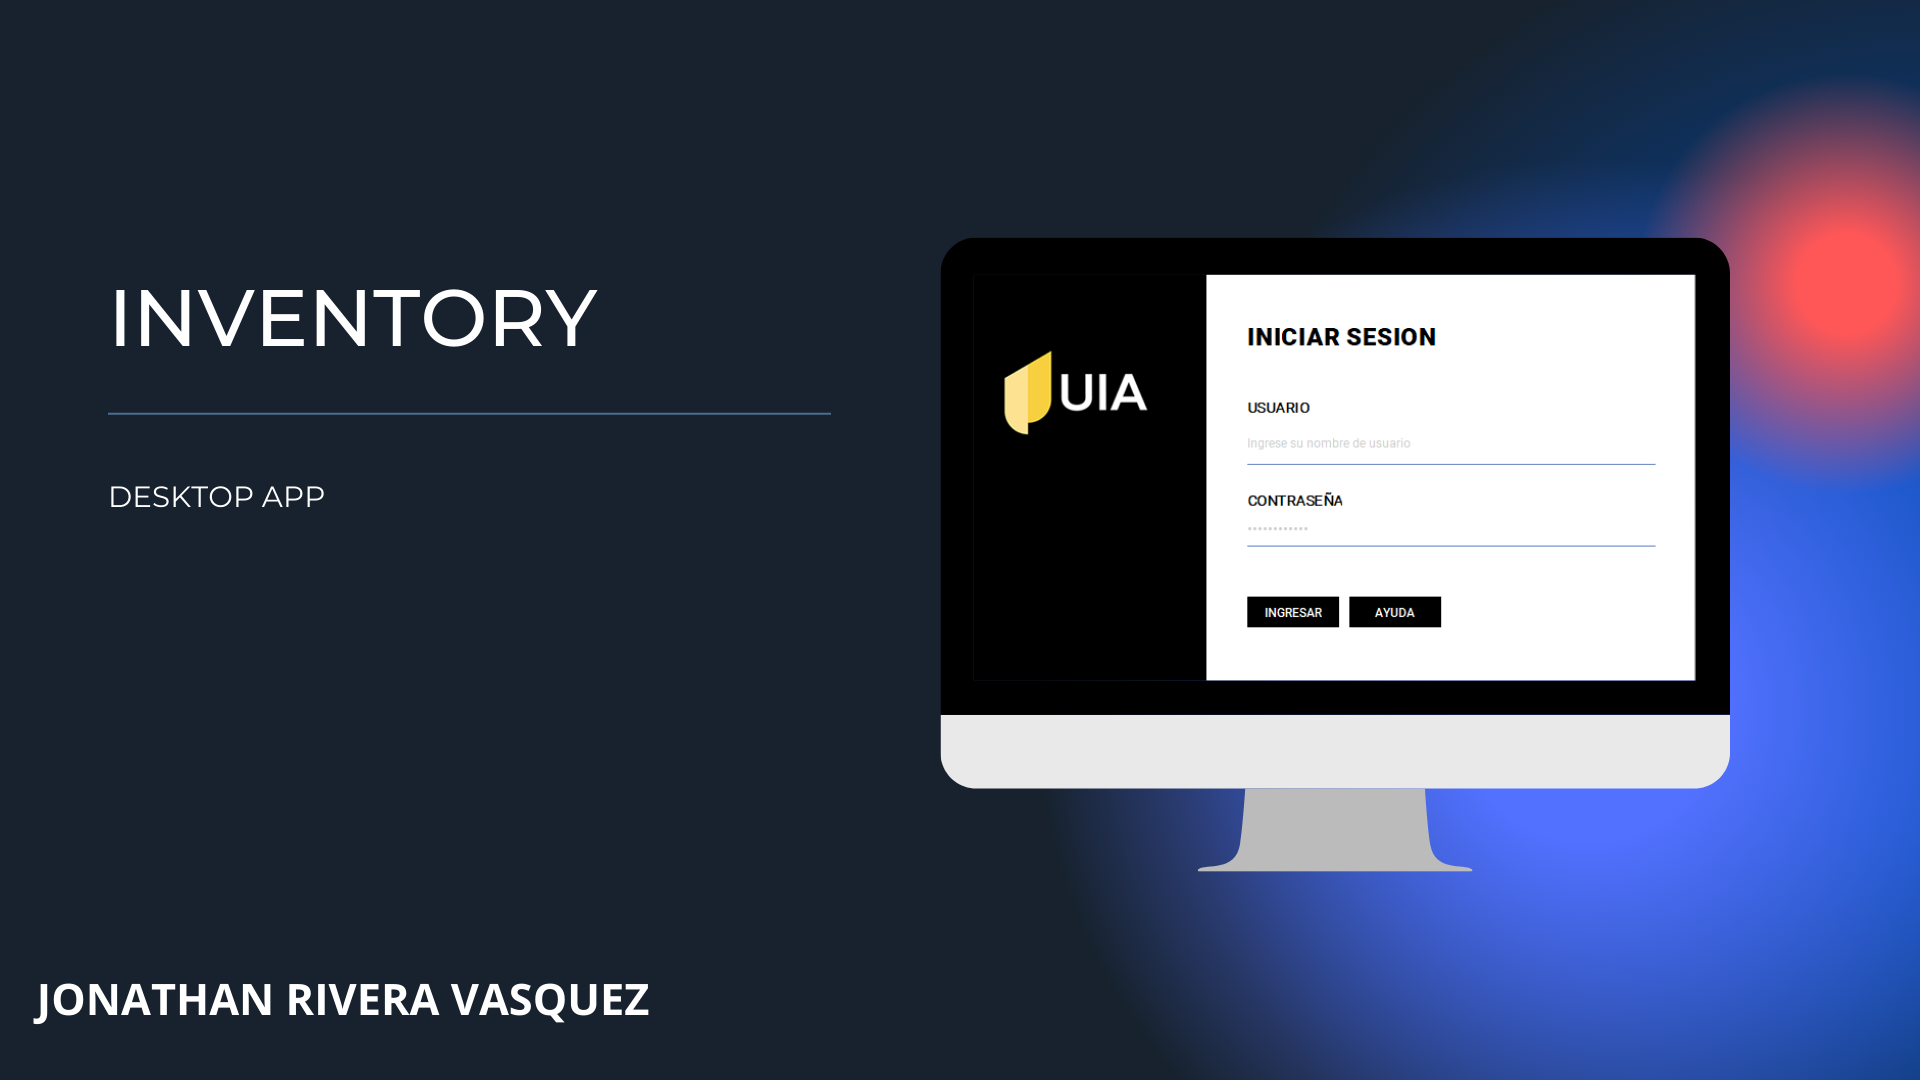 INVENTORY
DESKTOP APP
UIA
INICIAR SESION
USUARIO
Ingrese su nombre de usuario
CONTRASEÑA
INGRESAR AYUDA
JONATHAN RIVERA VASQUEZ